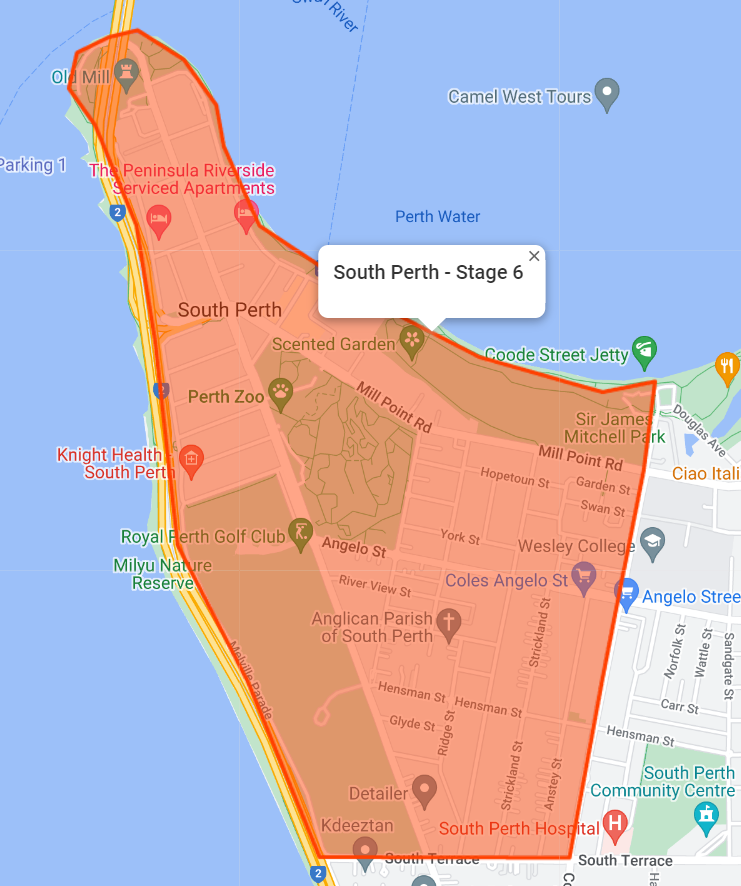 Swan River
Old Mill
Camel West Tours
Parking 1
The Peninsula Riverside
Serviced Apartments
2
Perth Water
South Perth - Stage 6
South Perth
Scented Garden
Coode Street Jetty
Perth Zoo
Mill Point Rd
Sir James
Mitchell Park
Douglas Ave
Knight Health -
South Perth
Mill Point Rd
Hopetoun St
Garden St
Ciao Itali
Swan St
Royal Perth Golf Club
Angelo St
York St
Wesley College
Milyu Nature
Reserve
River View St
Coles Angelo St
Angelo Stree
Anglican Parish
of South Perth
Strickland St
Norfolk St
Wattle St
Sandgate St
Melville Parade
Hensman St
Hensman St
Carr St
Glyde St
Ridge St
Hensman St
Strickland St
Anstey St
South Perth
Community Centre
Detailer
Kdeeztan
South Perth Hospital
H
South Terrace
South Terrace
2